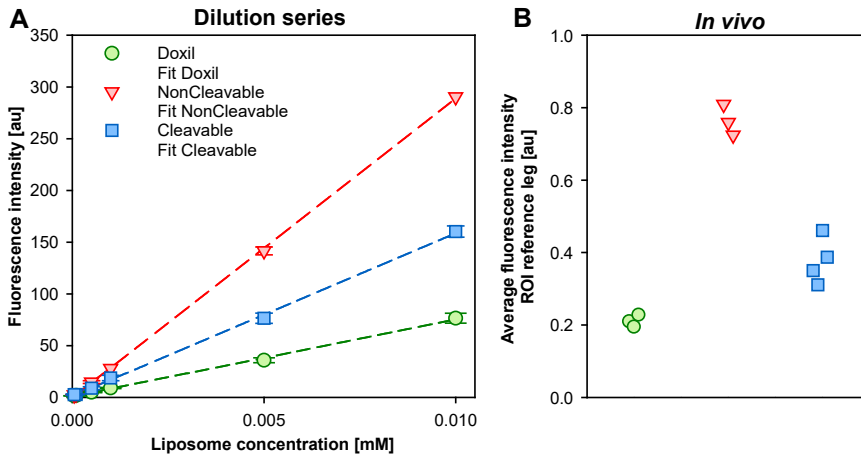 A
Dilution series
350
300
250
200
150
100
50
0
Fluorescence intensity [au]
Doxil
Fit Doxil
NonCleavable
Fit NonCleavable
Cleavable
Fit Cleavable
0.000
0.005
0.010
Liposome concentration [mM]
B
In vivo
1.0
0.8
0.6
0.4
0.2
0.0
Average fluorescence intensity
ROI reference leg [au]